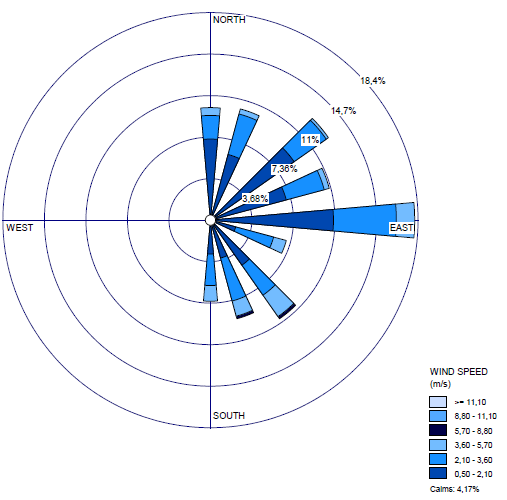 NORTH
18,4%
14,7%
11%
7,36%
3,68%
WEST
EAST
SOUTH
WIND SPEED
(m/s)
>= 11,10
8,80 - 11,10
5,70 - 8,80
3,60 - 5,70
2,10 - 3,60
0,50 - 2,10
Calms: 4,17%